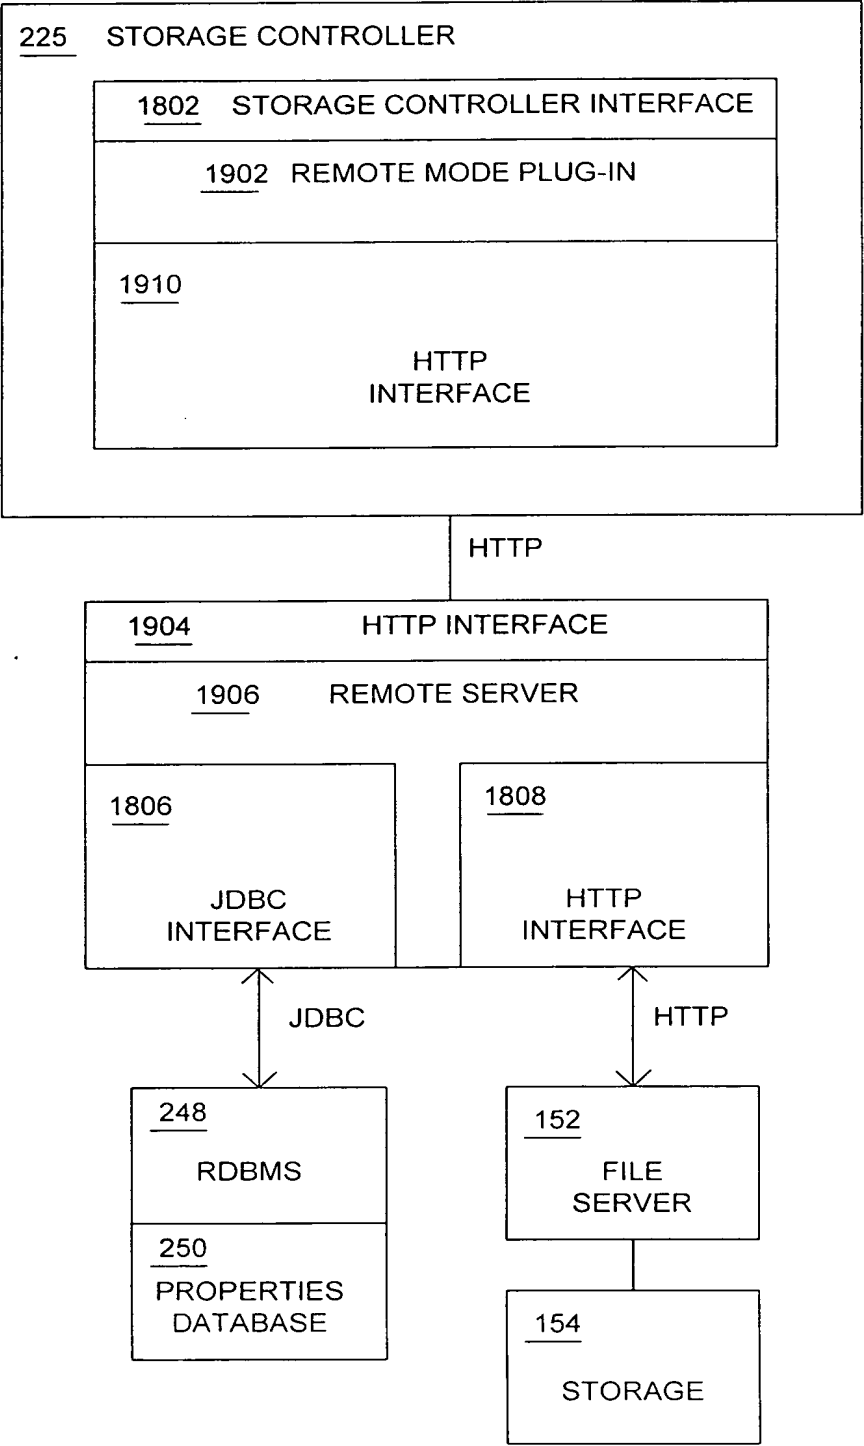 225 STORAGE CONTROLLER
1802 STORAGE CONTROLLER INTERFACE
1902 REMOTE MODE PLUG-IN
1910
HTTP
INTERFACE
HTTP
1904 HTTP INTERFACE
1906 REMOTE SERVER
1806
JDBC
INTERFACE
1808
HTTP
INTERFACE
JDBC
HTTP
248
RDBMS
250
PROPERTIES
DATABASE
152
FILE
SERVER
154
STORAGE